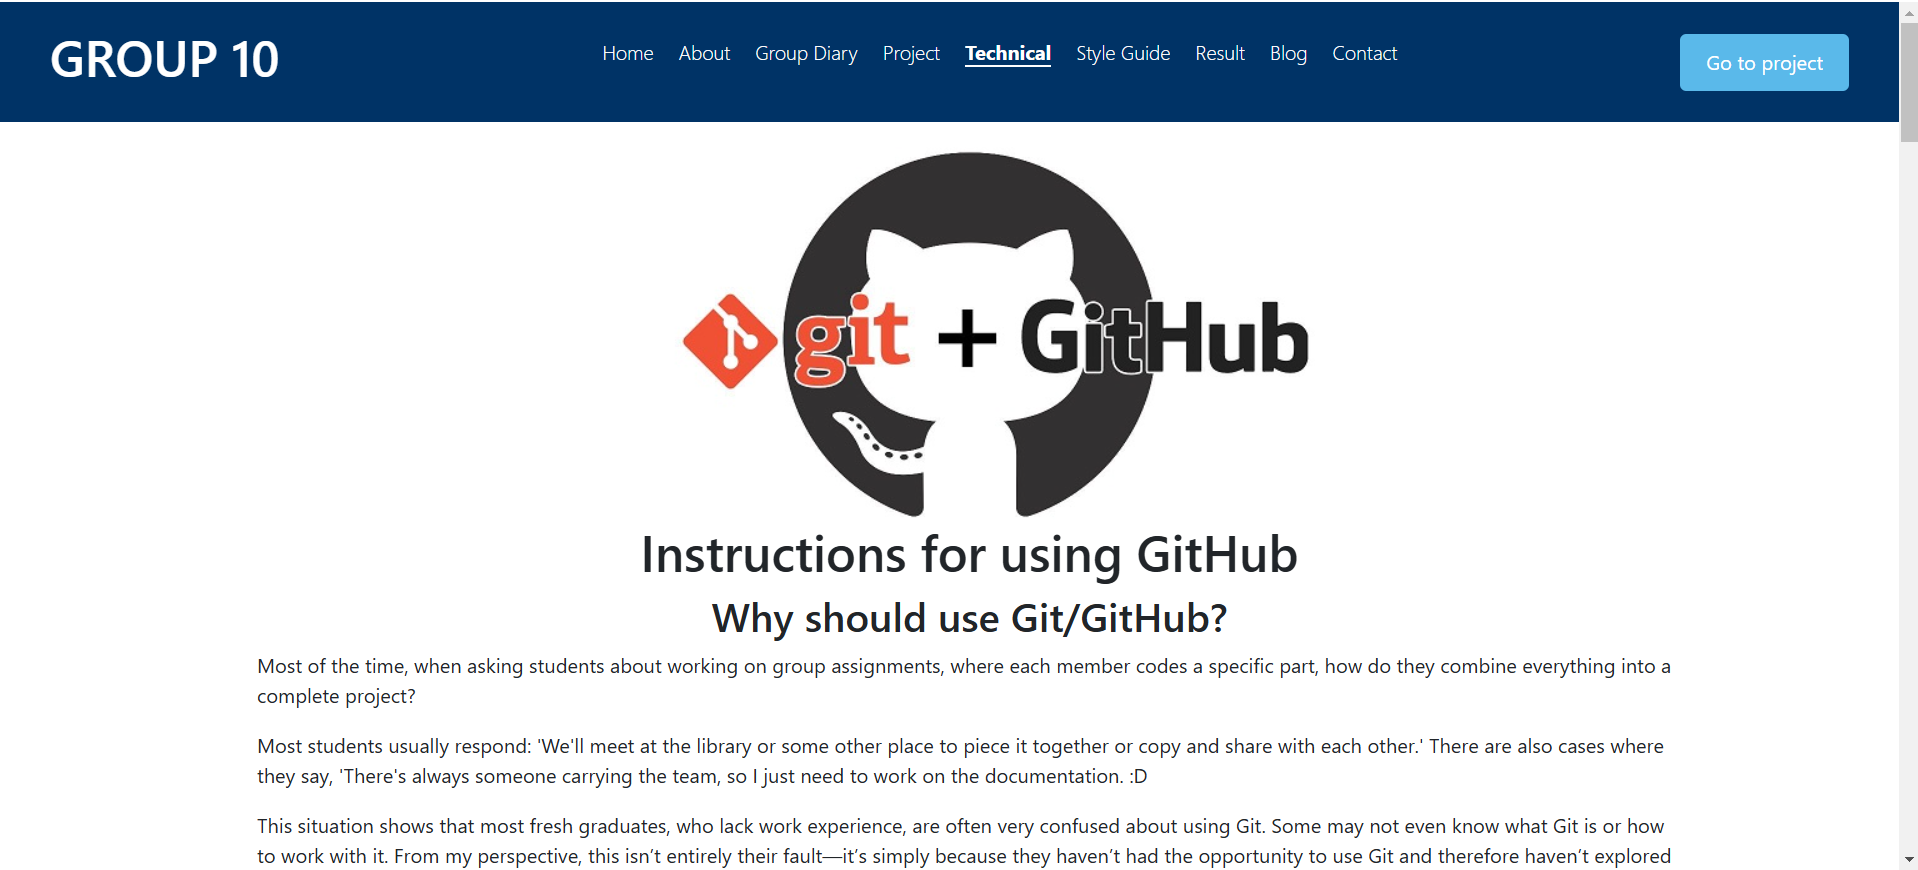 GROUP 10
Home About Group Diary Project Technical Style Guide Result Blog Contact
Go to project
git + GitHub
Instructions for using GitHub
Why should use Git/GitHub?
Most of the time, when asking students about working on group assignments, where each member codes a specific part, how do they combine everything into a
complete project?
Most students usually respond: 'We'll meet at the library or some other place to piece it together or copy and share with each other.' There are also cases where
they say, 'There's always someone carrying the team, so I just need to work on the documentation. :D
This situation shows that most fresh graduates, who lack work experience, are often very confused about using Git. Some may not even know what Git is or how
to work with it. From my perspective, this isn’t entirely their fault—it’s simply because they haven’t had the opportunity to use Git and therefore haven’t explored